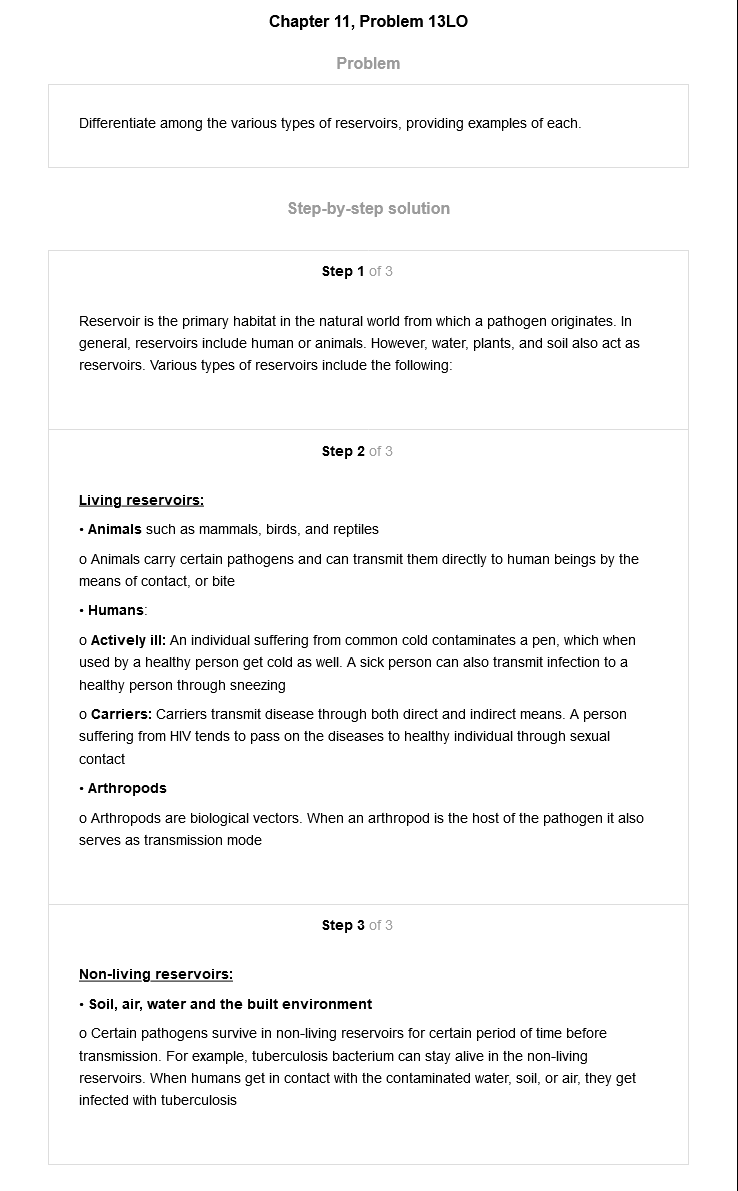 Chapter 11, Problem 13LO
Problem
Differentiate among the various types of reservoirs, providing examples of each.
Step-by-step solution
Step 1 of 3
Reservoir is the primary habitat in the natural world from which a pathogen originates. In
general, reservoirs include human or animals. However, water, plants, and soil also act as
reservoirs. Various types of reservoirs include the following:
Step 2 of 3
Living reservoirs:
• Animals such as mammals, birds, and reptiles
o Animals carry certain pathogens and can transmit them directly to human beings by the
means of contact, or bite
• Humans:
o Actively ill: An individual suffering from common cold contaminates a pen, which when
used by a healthy person get cold as well. A sick person can also transmit infection to a
healthy person through sneezing
o Carriers: Carriers transmit disease through both direct and indirect means. A person
suffering from HIV tends to pass on the diseases to healthy individual through sexual
contact
• Arthropods
o Arthropods are biological vectors. When an arthropod is the host of the pathogen it also
serves as transmission mode
Step 3 of 3
Non-living reservoirs:
• Soil, air, water and the built environment
o Certain pathogens survive in non-living reservoirs for certain period of time before
transmission. For example, tuberculosis bacterium can stay alive in the non-living
reservoirs. When humans get in contact with the contaminated water, soil, or air, they get
infected with tuberculosis